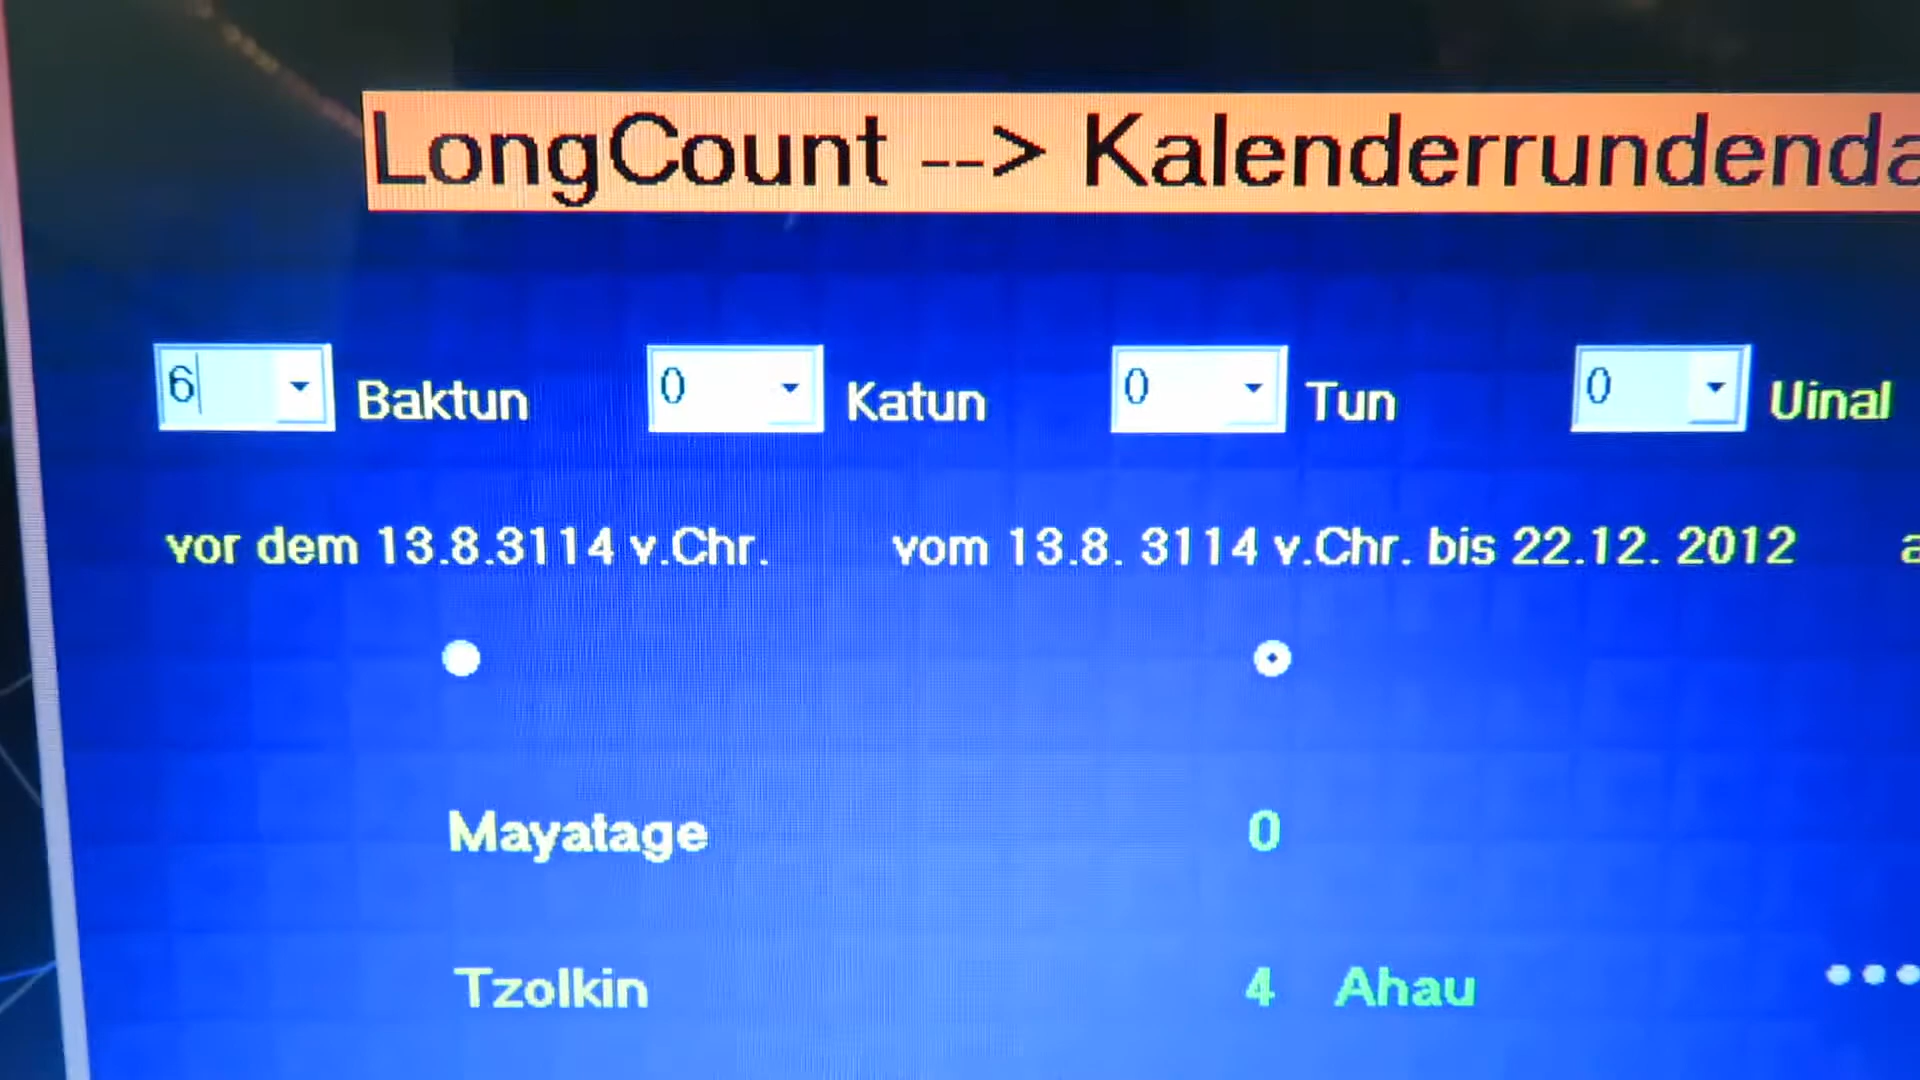 LongCount --> Kalenderrundenda
6 Baktun 0 Katun 0 Tun 0 Uinal
vor dem 13.8.3114 v.Chr. vom 13.8. 3114 v.Chr. bis 22.12. 2012 a
Mayatage 0
Tzolkin 4 Ahau